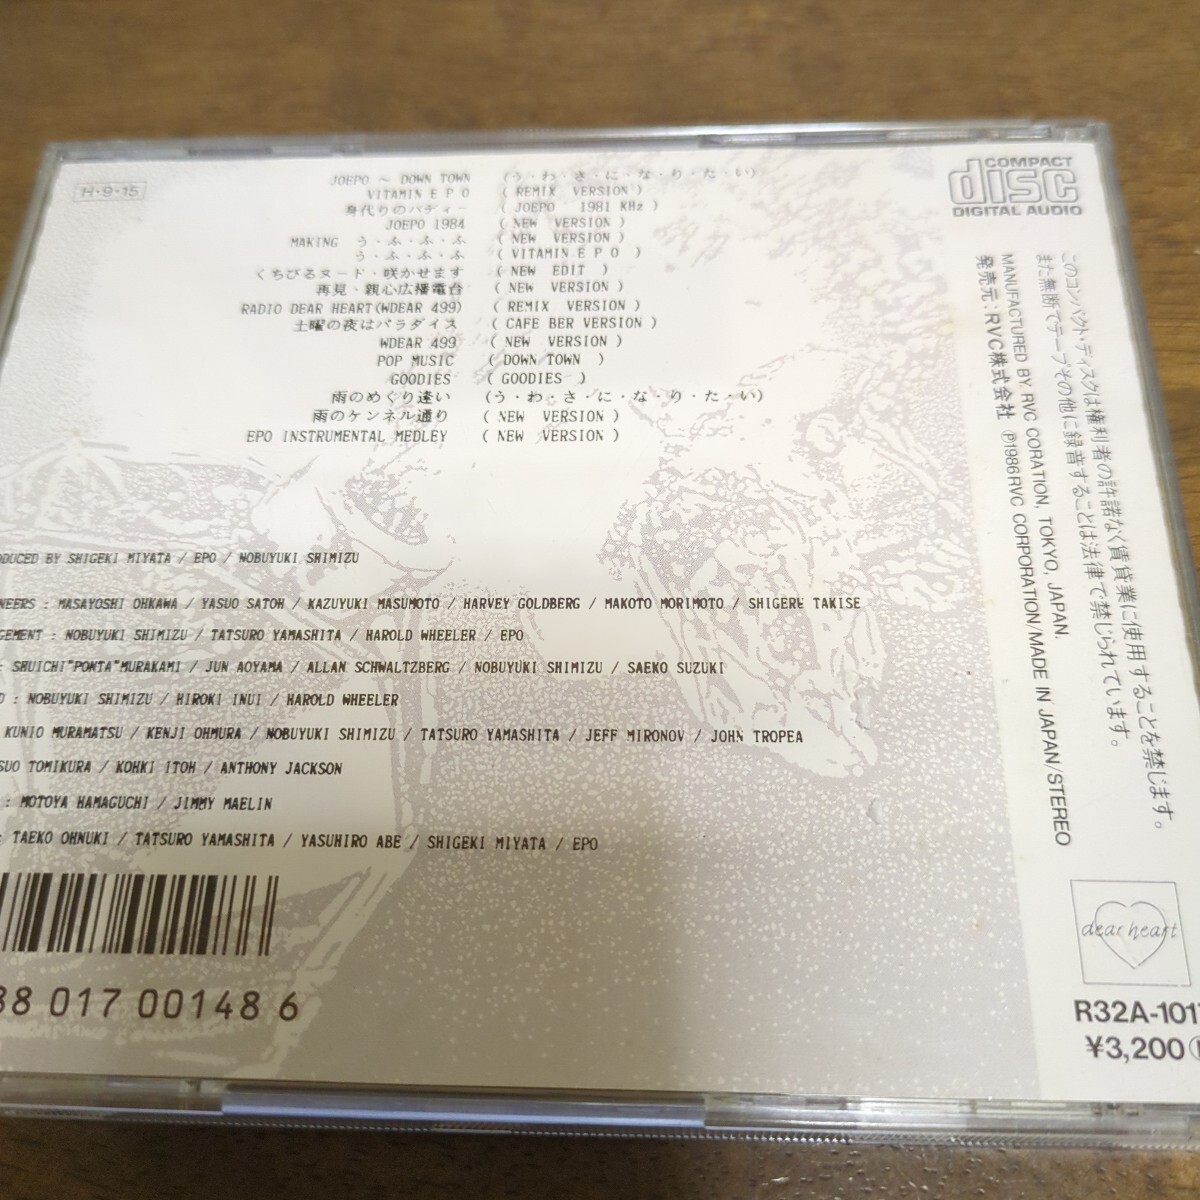 H・9・15
JOEPO ~ DOWN TOWN (う・わ・さ・に・な・り・た・い)
VITAMIN E P O (REMIX VERSION)
身代りのバディー (JOEPO 1981 KHz)
JOEPO 1984 (NEW VERSION)
MAKING う・ふ・ふ・ふ (NEW VERSION)
う・ふ・ふ・ふ (VITAMIN E P O)
くちびるヌード・咲かせます (NEW EDIT)
再見・親心広播電台 (NEW VERSION)
RADIO DEAR HEART(WDEAR 499) (REMIX VERSION)
土曜の夜はパラダイス (CAFE BER VERSION)
WDEAR 499 (NEW VERSION)
POP MUSIC (DOWN TOWN)
GOODIES (GOODIES)
雨のめぐり逢い (う・わ・さ・に・な・り・た・い)
雨のケンネル通り (NEW VERSION)
EPO INSTRUMENTAL MEDLEY (NEW VERSION)
ODUCED BY SHIGEKI MIYATA / EPO / NOBUYUKI SHIMIZU
NEERS : MASAYOSHI OHKAWA / YASUO SATOH / KAZUYUKI MASUMOTO / HARVEY GOLDBERG / MAKOTO MORIMOTO / SHIGERU TAKISE
GEMENT : NOBUYUKI SHIMIZU / TATSURO YAMASHITA / HAROLD WHEELER / EPO
: SHUICHI"PONTA"MURAKAMI / JUN AOYAMA / ALLAN SCHWALTZBERG / NOBUYUKI SHIMIZU / SAEKO SUZUKI
D : NOBUYUKI SHIMIZU / HIROKI INUI / HAROLD WHEELER
KUNIO MURAMATSU / KENJI OHMURA / NOBUYUKI SHIMIZU / TATSURO YAMASHITA / JEFF MIRONOV / JOHN TROPEA
SUO TOMIKURA / KOHKI ITOH / ANTHONY JACKSON
: MOTOYA HAMAGUCHI / JIMMY MAELIN
: TAEKO OHNUKI / TATSURO YAMASHITA / YASUHIRO ABE / SHIGEKI MIYATA / EPO
88 017 00148 6
COMPACT
disc
DIGITAL AUDIO
このコンパクト・ディスクは権利者の許諾なく賃貸業に使用することを禁じます。
また無断でテープその他に録音することは法律で禁じられています。
MANUFACTURED BY RVC CORATION, TOKYO, JAPAN.
発売元：RVC株式会社 ℗1986RVC CORPORATION MADE IN JAPAN/STEREO
dear heart
R32A-101
¥3,200